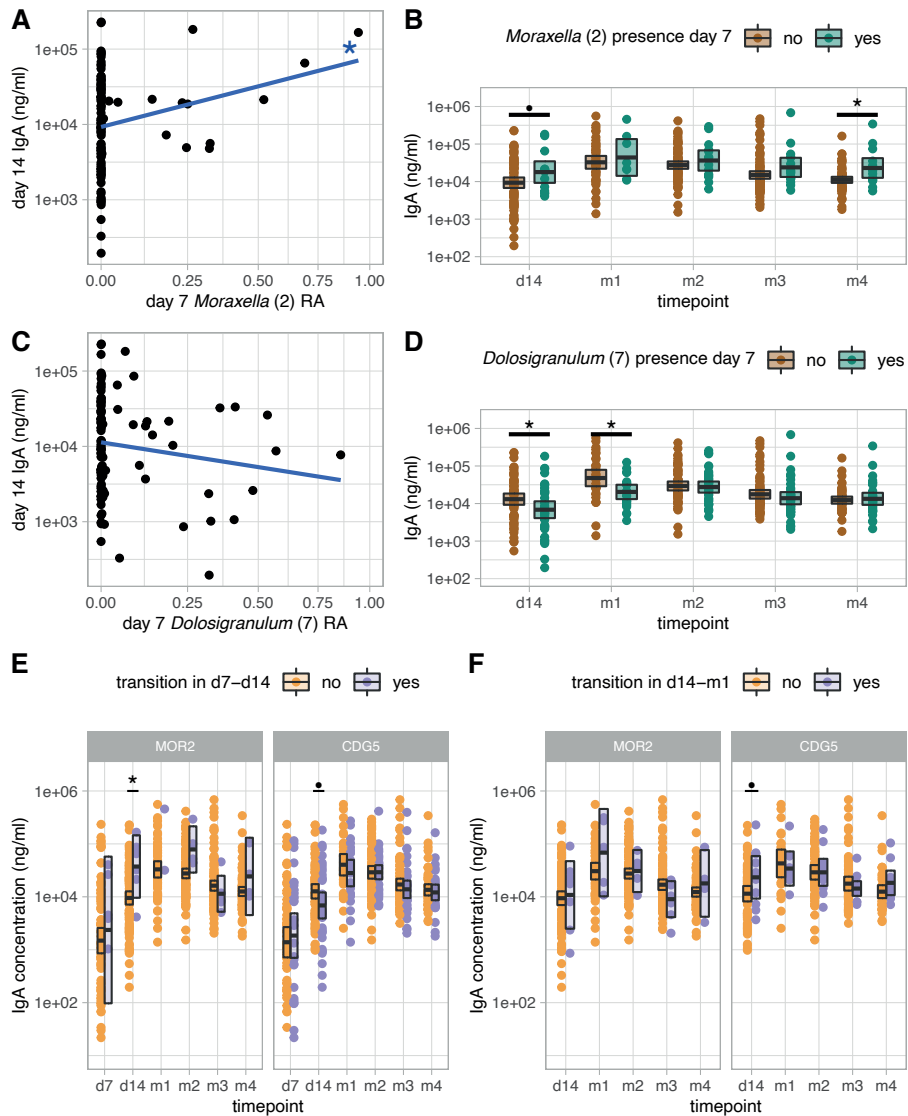 A
day 14 IgA (ng/ml)
1e+05
1e+04
1e+03
*
0.00 0.25 0.50 0.75 1.00
day 7 Moraxella (2) RA
B
Moraxella (2) presence day 7 no yes
IgA (ng/ml)
1e+06
1e+05
1e+04
1e+03
1e+02
• *
d14 m1 m2 m3 m4
timepoint
C
day 14 IgA (ng/ml)
1e+05
1e+04
1e+03
0.00 0.25 0.50 0.75 1.00
day 7 Dolosigranulum (7) RA
D
Dolosigranulum (7) presence day 7 no yes
IgA (ng/ml)
1e+06
1e+05
1e+04
1e+03
1e+02
* *
d14 m1 m2 m3 m4
timepoint
E
transition in d7–d14 no yes
MOR2 CDG5
IgA concentration (ng/ml)
1e+06
1e+04
1e+02
* •
d7 d14 m1 m2 m3 m4 d7 d14 m1 m2 m3 m4
timepoint
F
transition in d14–m1 no yes
MOR2 CDG5
IgA concentration (ng/ml)
1e+06
1e+04
1e+02
•
d14 m1 m2 m3 m4 d14 m1 m2 m3 m4
timepoint